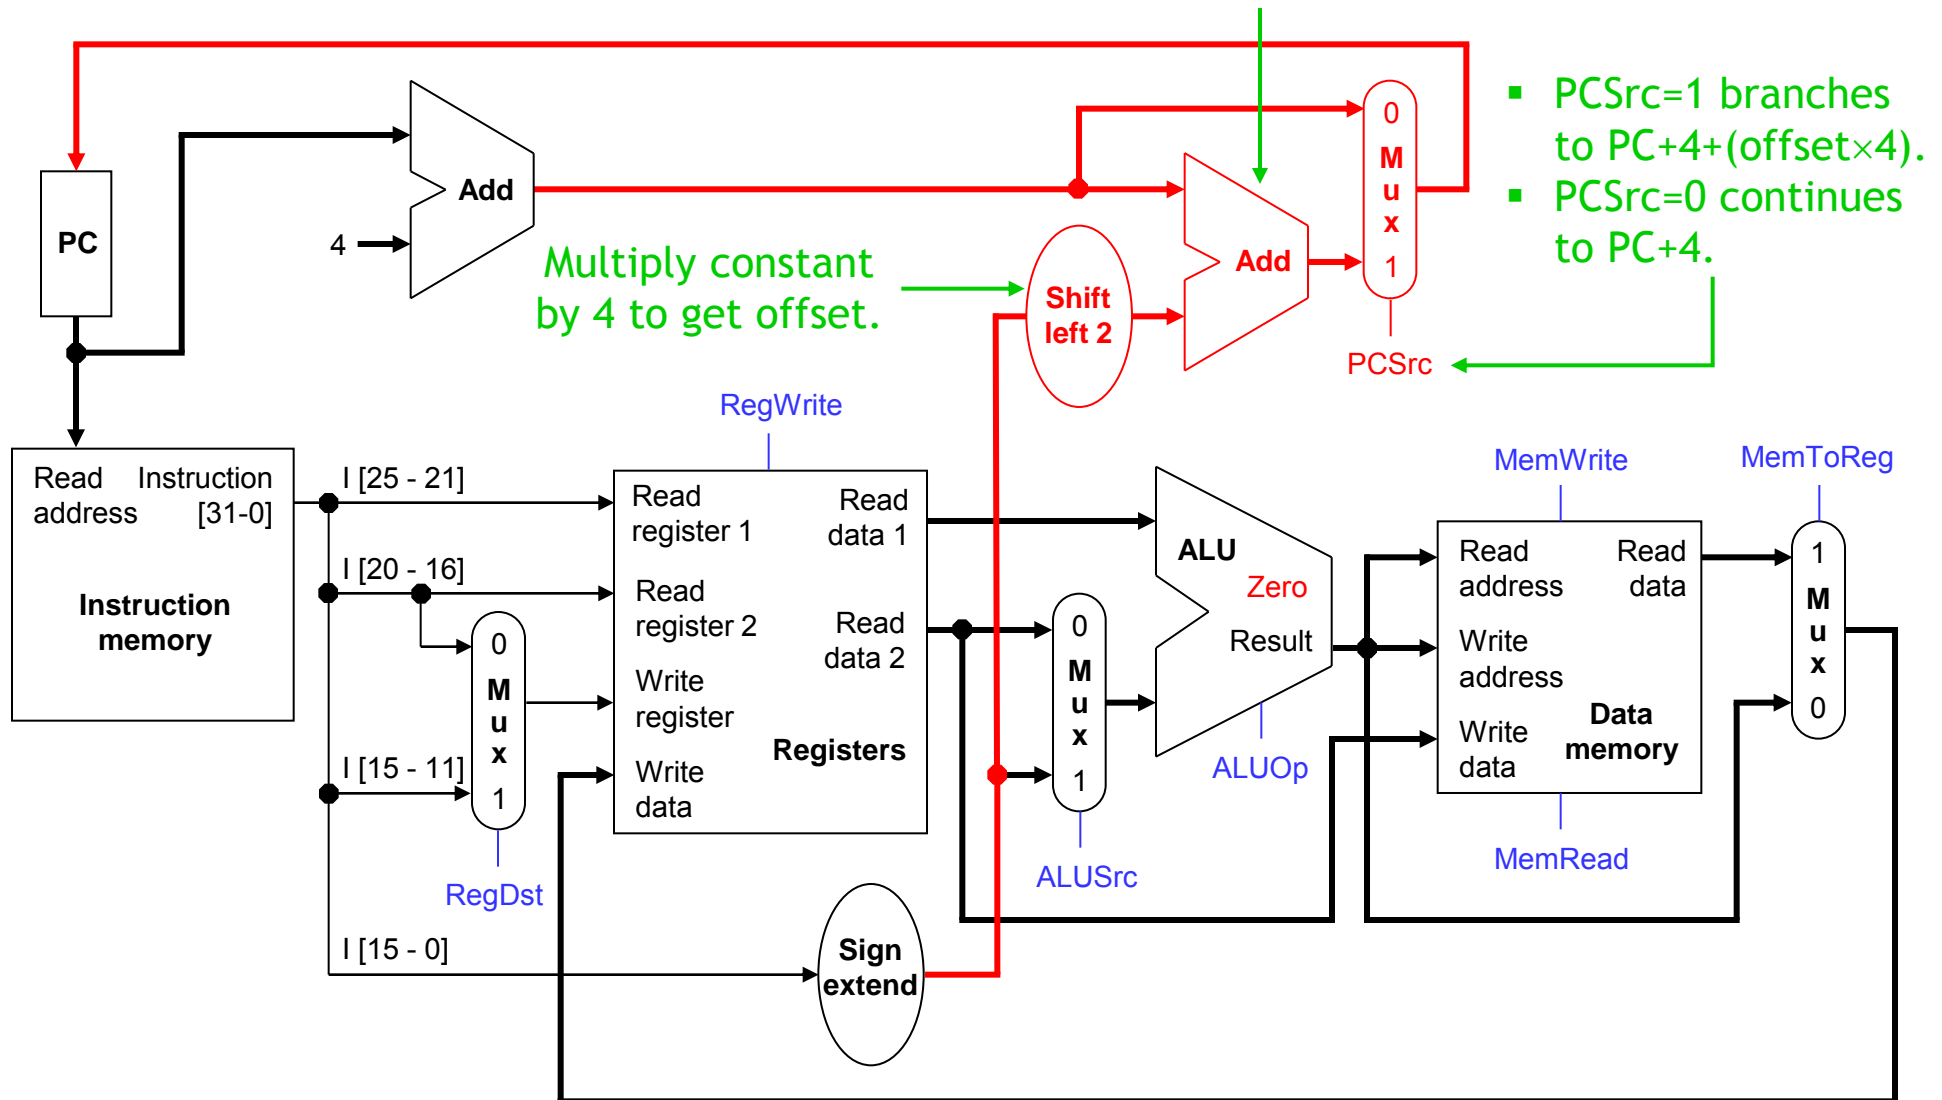 ▪ PCSrc=1 branches
to PC+4+(offset×4).
▪ PCSrc=0 continues
to PC+4.
Multiply constant
by 4 to get offset.
PC
Add
4
Shift
left 2
Add
0
M
u
x
1
PCSrc
RegWrite
Read
address
Instruction
[31-0]
Instruction
memory
I [25 - 21]
I [20 - 16]
I [15 - 11]
I [15 - 0]
0
M
u
x
1
RegDst
Read
register 1
Read
data 1
Read
register 2
Read
data 2
Write
register
Write
data
Registers
Sign
extend
0
M
u
x
1
ALUSrc
ALU
Zero
Result
ALUOp
MemWrite
Read
address
Read
data
Write
address
Write
data
Data
memory
MemRead
MemToReg
1
M
u
x
0